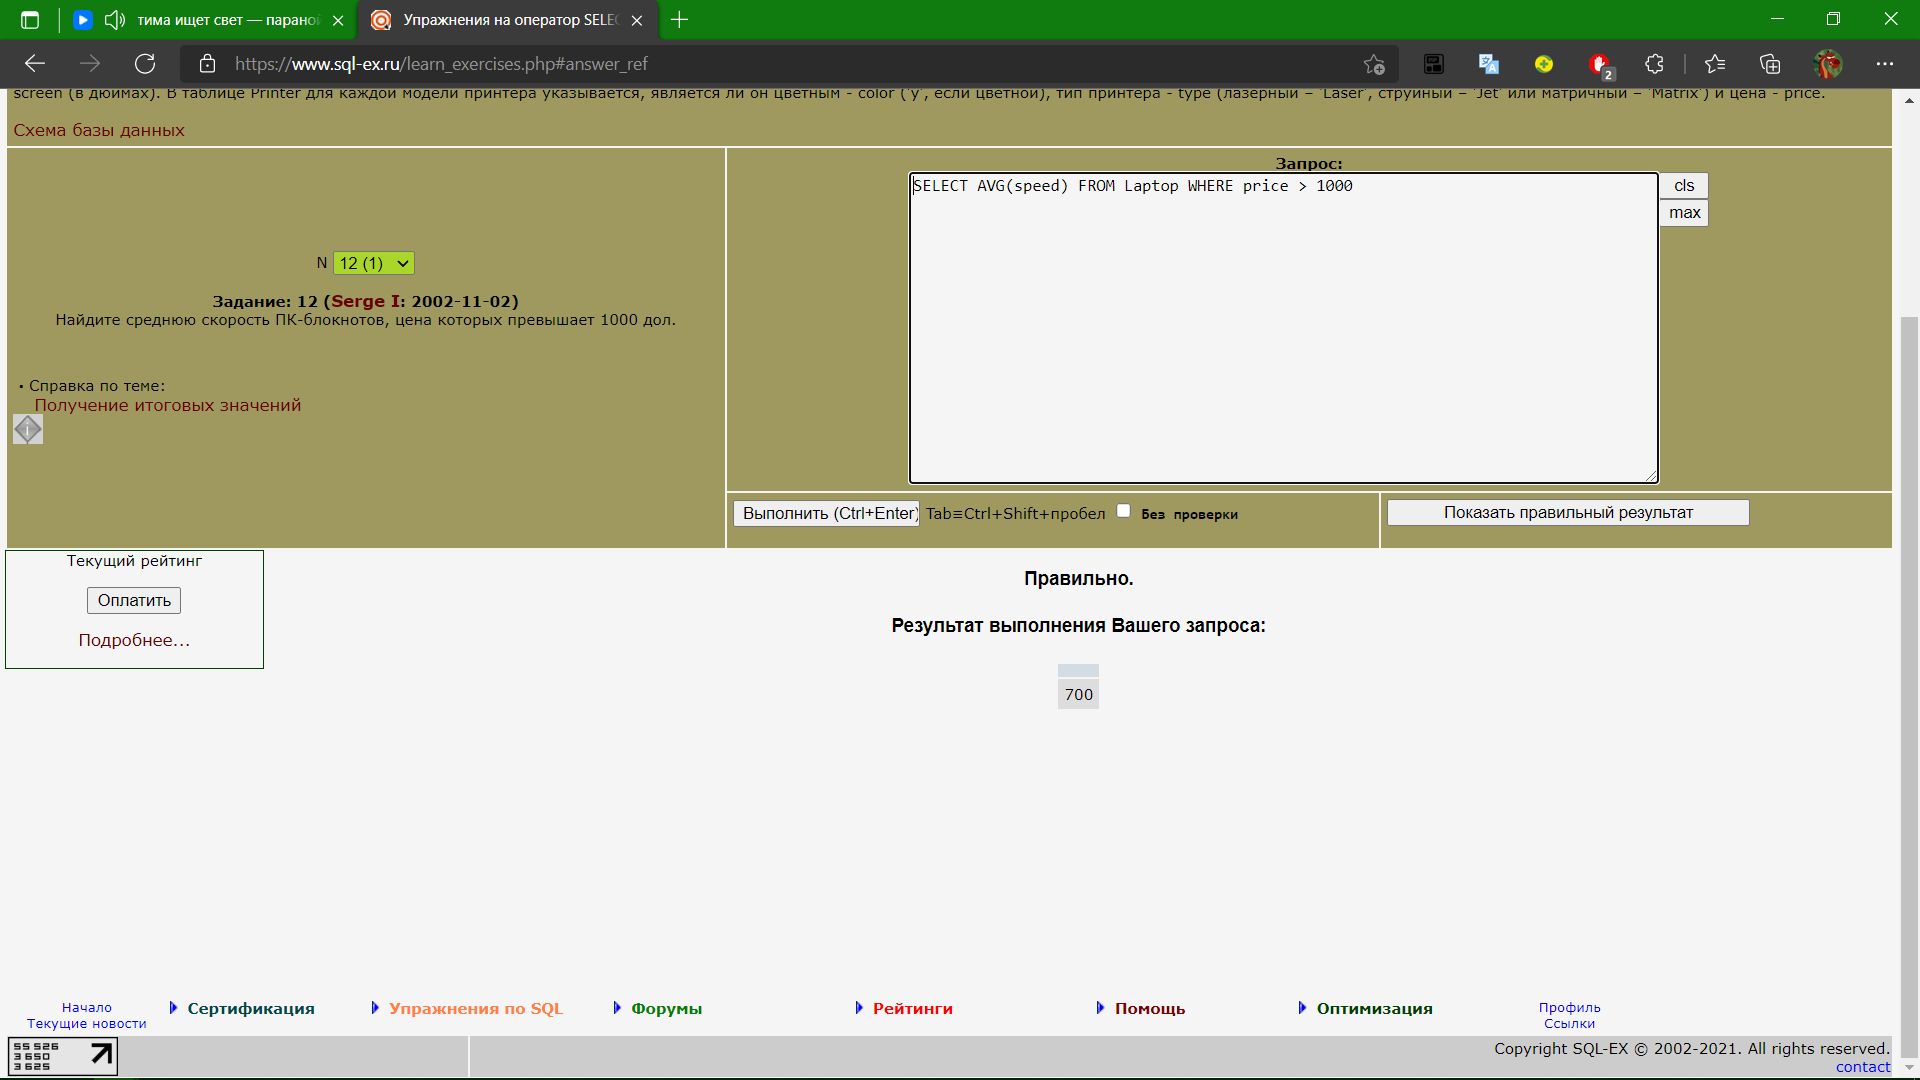 тима ищет свет — параной
Упражнения на оператор SELEC
https://www.sql-ex.ru/learn_exercises.php#answer_ref
2
screen (в дюймах). В таблице Printer для каждой модели принтера указывается, является ли он цветным - color ('y', если цветной), тип принтера - type (лазерный – 'Laser', струйный – 'Jet' или матричный – 'Matrix') и цена - price.
Схема базы данных
Запрос:
SELECT AVG(speed) FROM Laptop WHERE price > 1000
cls
max
N 12 (1)
Задание: 12 (Serge I: 2002-11-02)
Найдите среднюю скорость ПК-блокнотов, цена которых превышает 1000 дол.
· Справка по теме:
Получение итоговых значений
Выполнить (Ctrl+Enter) Tab≡Ctrl+Shift+пробел Без проверки
Показать правильный результат
Текущий рейтинг
Оплатить
Подробнее...
Правильно.
Результат выполнения Вашего запроса:
700
Начало
Текущие новости
Сертификация
Упражнения по SQL
Форумы
Рейтинги
Помощь
Оптимизация
Профиль
Ссылки
55 526
3 650
3 625
Copyright SQL-EX © 2002-2021. All rights reserved.
contact